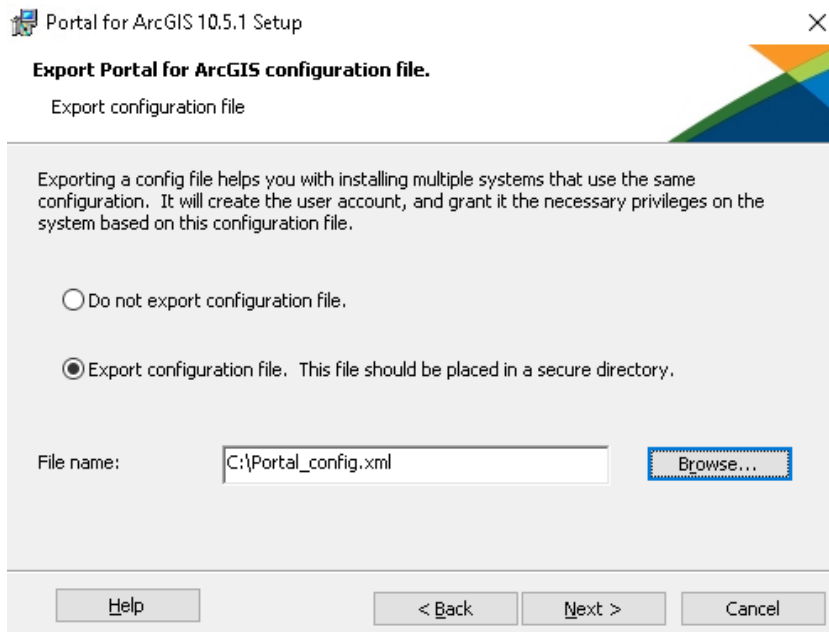 Portal for ArcGIS 10.5.1 Setup
Export Portal for ArcGIS configuration file.
Export configuration file
Exporting a config file helps you with installing multiple systems that use the same
configuration.  It will create the user account, and grant it the necessary privileges on the
system based on this configuration file.
Do not export configuration file.
Export configuration file.  This file should be placed in a secure directory.
File name:
C:\Portal_config.xml
Browse...
Help
< Back
Next >
Cancel